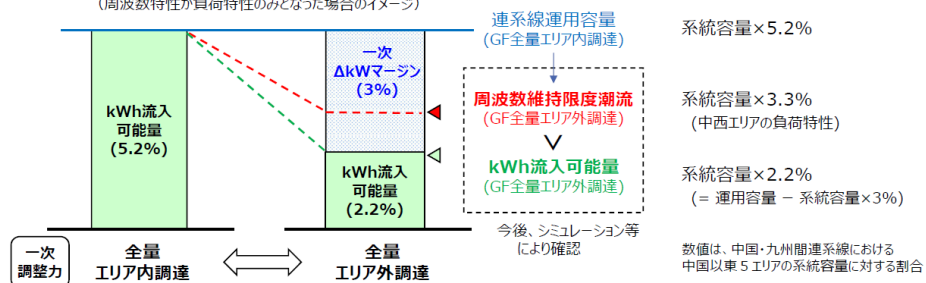 （周波数特性が負荷特性のみとなった場合のイメージ）
連系線運用容量
(GF全量エリア内調達)
系統容量×5.2%
一次
ΔkWマージン
(3%)
kWh流入
可能量
(5.2%)
周波数維持限度潮流
(GF全量エリア外調達)
系統容量×3.3%
(中西エリアの負荷特性)
kWh流入可能量
(GF全量エリア外調達)
kWh流入
可能量
(2.2%)
系統容量×2.2%
(= 運用容量 － 系統容量×3%)
今後、シミュレーション等
により確認
一次
調整力
全量
エリア内調達
全量
エリア外調達
数値は、中国・九州間連系線における
中国以東５エリアの系統容量に対する割合